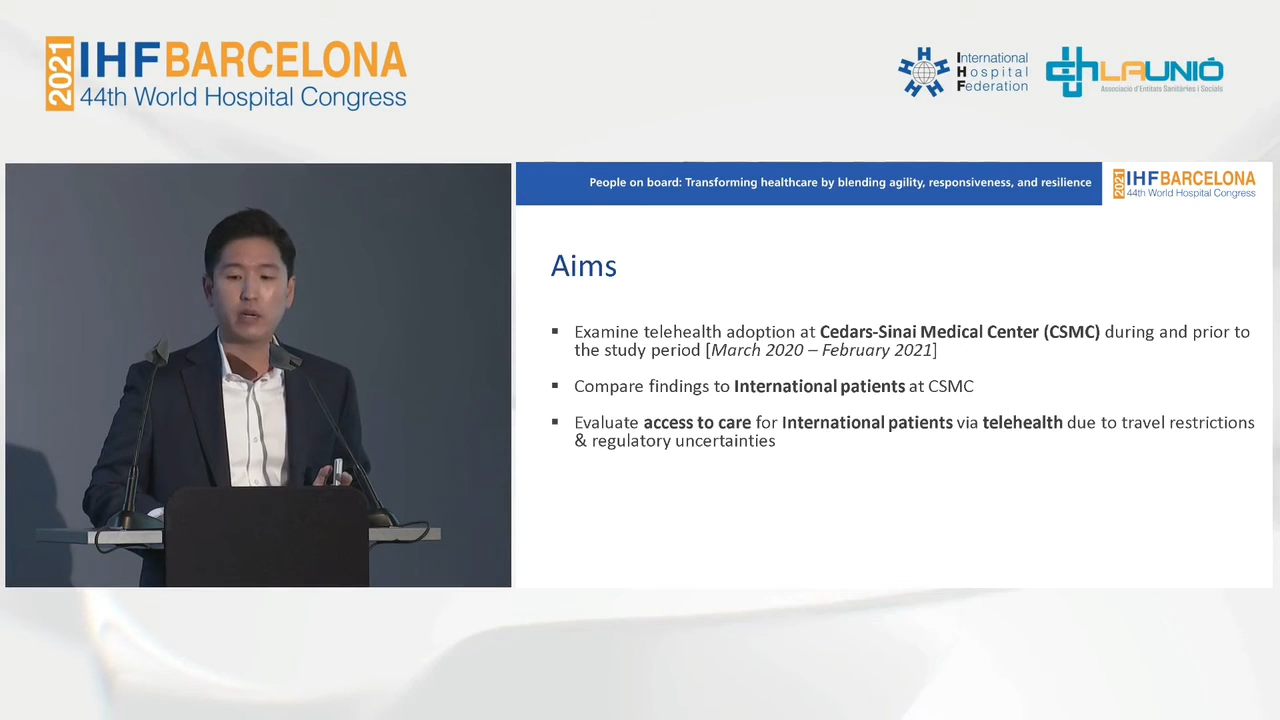 2021 IHF BARCELONA
44th World Hospital Congress
International
Hospital
Federation
LAUNIÓ
Associació d'Entitats Sanitàries i Socials
People on board: Transforming healthcare by blending agility, responsiveness, and resilience
2021 IHF BARCELONA
44th World Hospital Congress
Aims
▪ Examine telehealth adoption at Cedars-Sinai Medical Center (CSMC) during and prior to
the study period [March 2020 – February 2021]
▪ Compare findings to International patients at CSMC
▪ Evaluate access to care for International patients via telehealth due to travel restrictions
& regulatory uncertainties